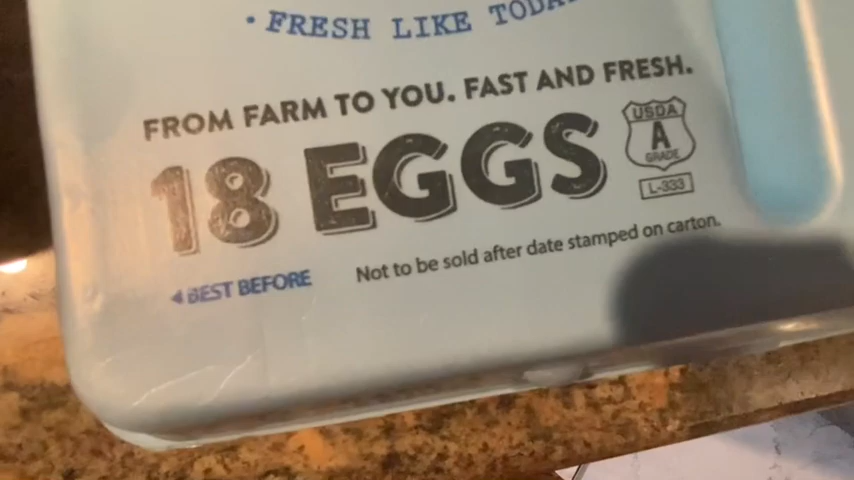 • FRESH LIKE
FROM FARM TO YOU. FAST AND FRESH.
18 EGGS
USDA
A
GRADE
L-333
BEST BEFORE
Not to be sold after date stamped on carton.